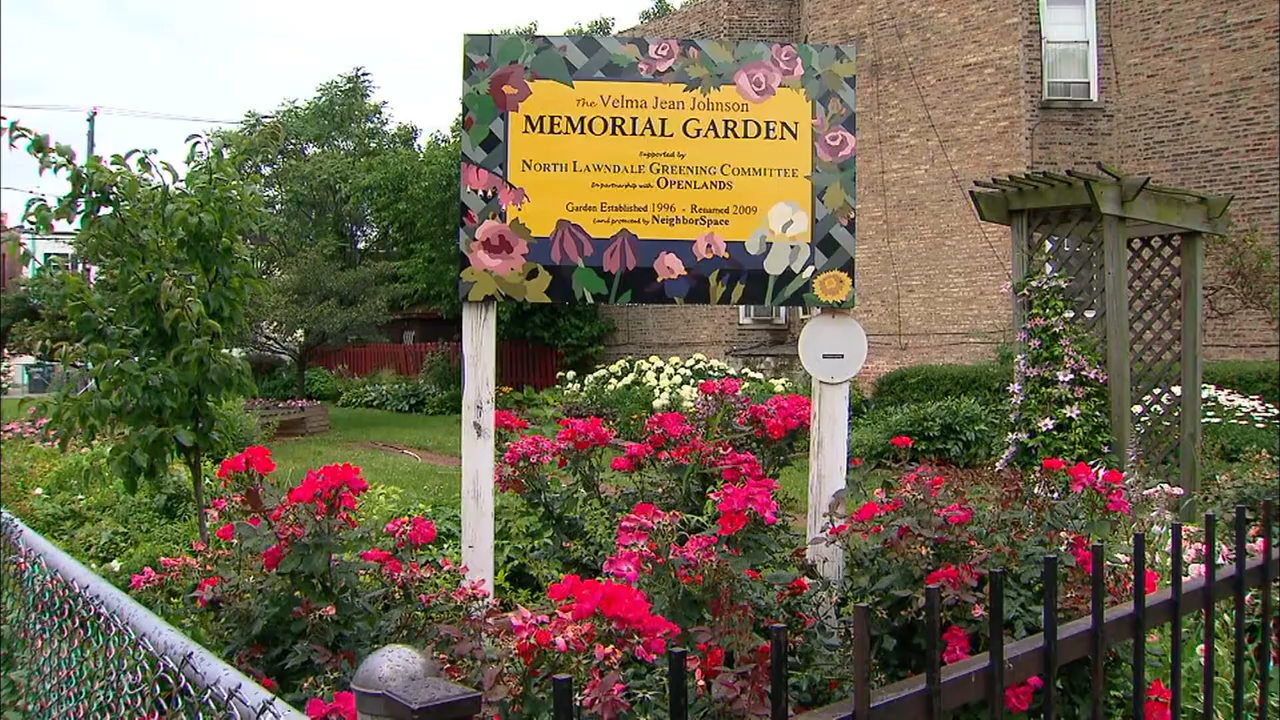 The Velma Jean Johnson
MEMORIAL GARDEN
Supported by
NORTH LAWNDALE GREENING COMMITTEE
In partnership with OPENLANDS
Garden Established 1996 - Renamed 2009
Land protected by NeighborSpace